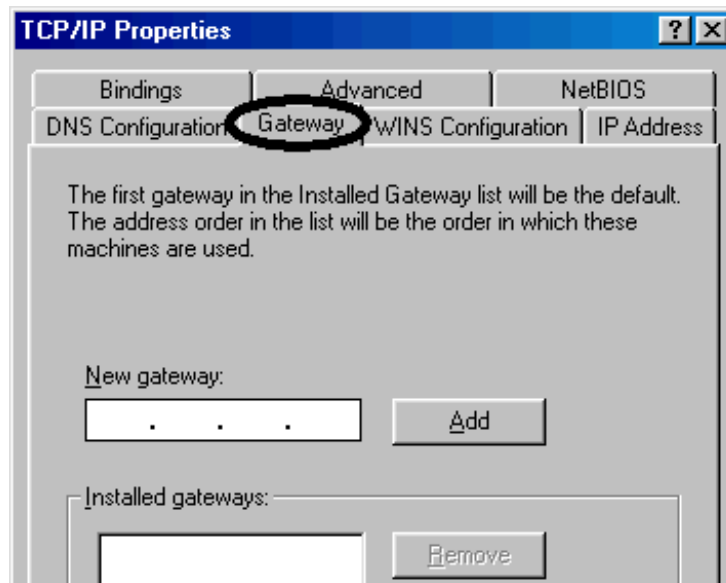 TCP/IP Properties
Bindings Advanced NetBIOS
DNS Configuration Gateway WINS Configuration IP Address
The first gateway in the Installed Gateway list will be the default.
The address order in the list will be the order in which these
machines are used.
New gateway:
. . . Add
Installed gateways:
Remove